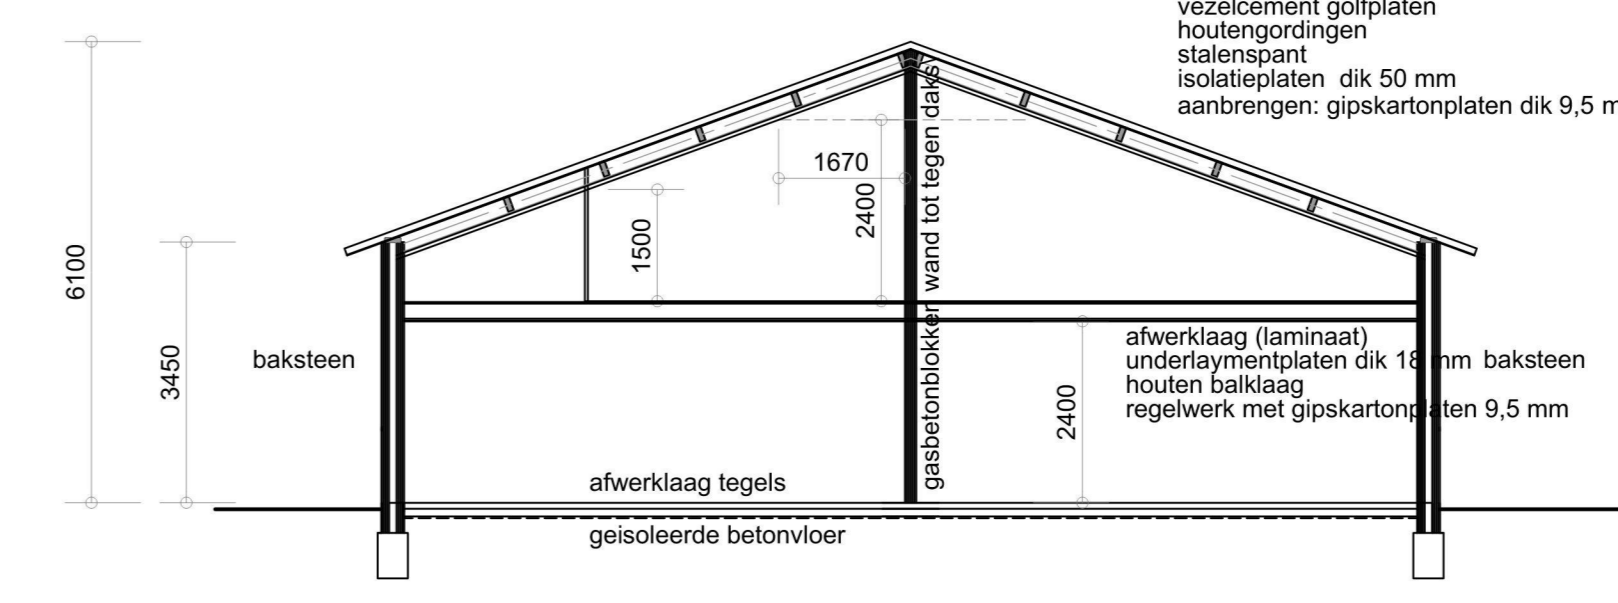 vezelcement golfplaten
houtengordingen
stalenspant
isolatieplaten dik 50 mm
aanbrengen: gipskartonplaten dik 9,5 m
6100
3450
1500
1670
2400
gasbetonblokken wand tot tegen daks
baksteen
afwerklaag (laminaat)
underlaymentplaten dik 18 mm
houten balklaag
regelwerk met gipskartonplaten 9,5 mm
baksteen
2400
afwerklaag tegels
geisoleerde betonvloer